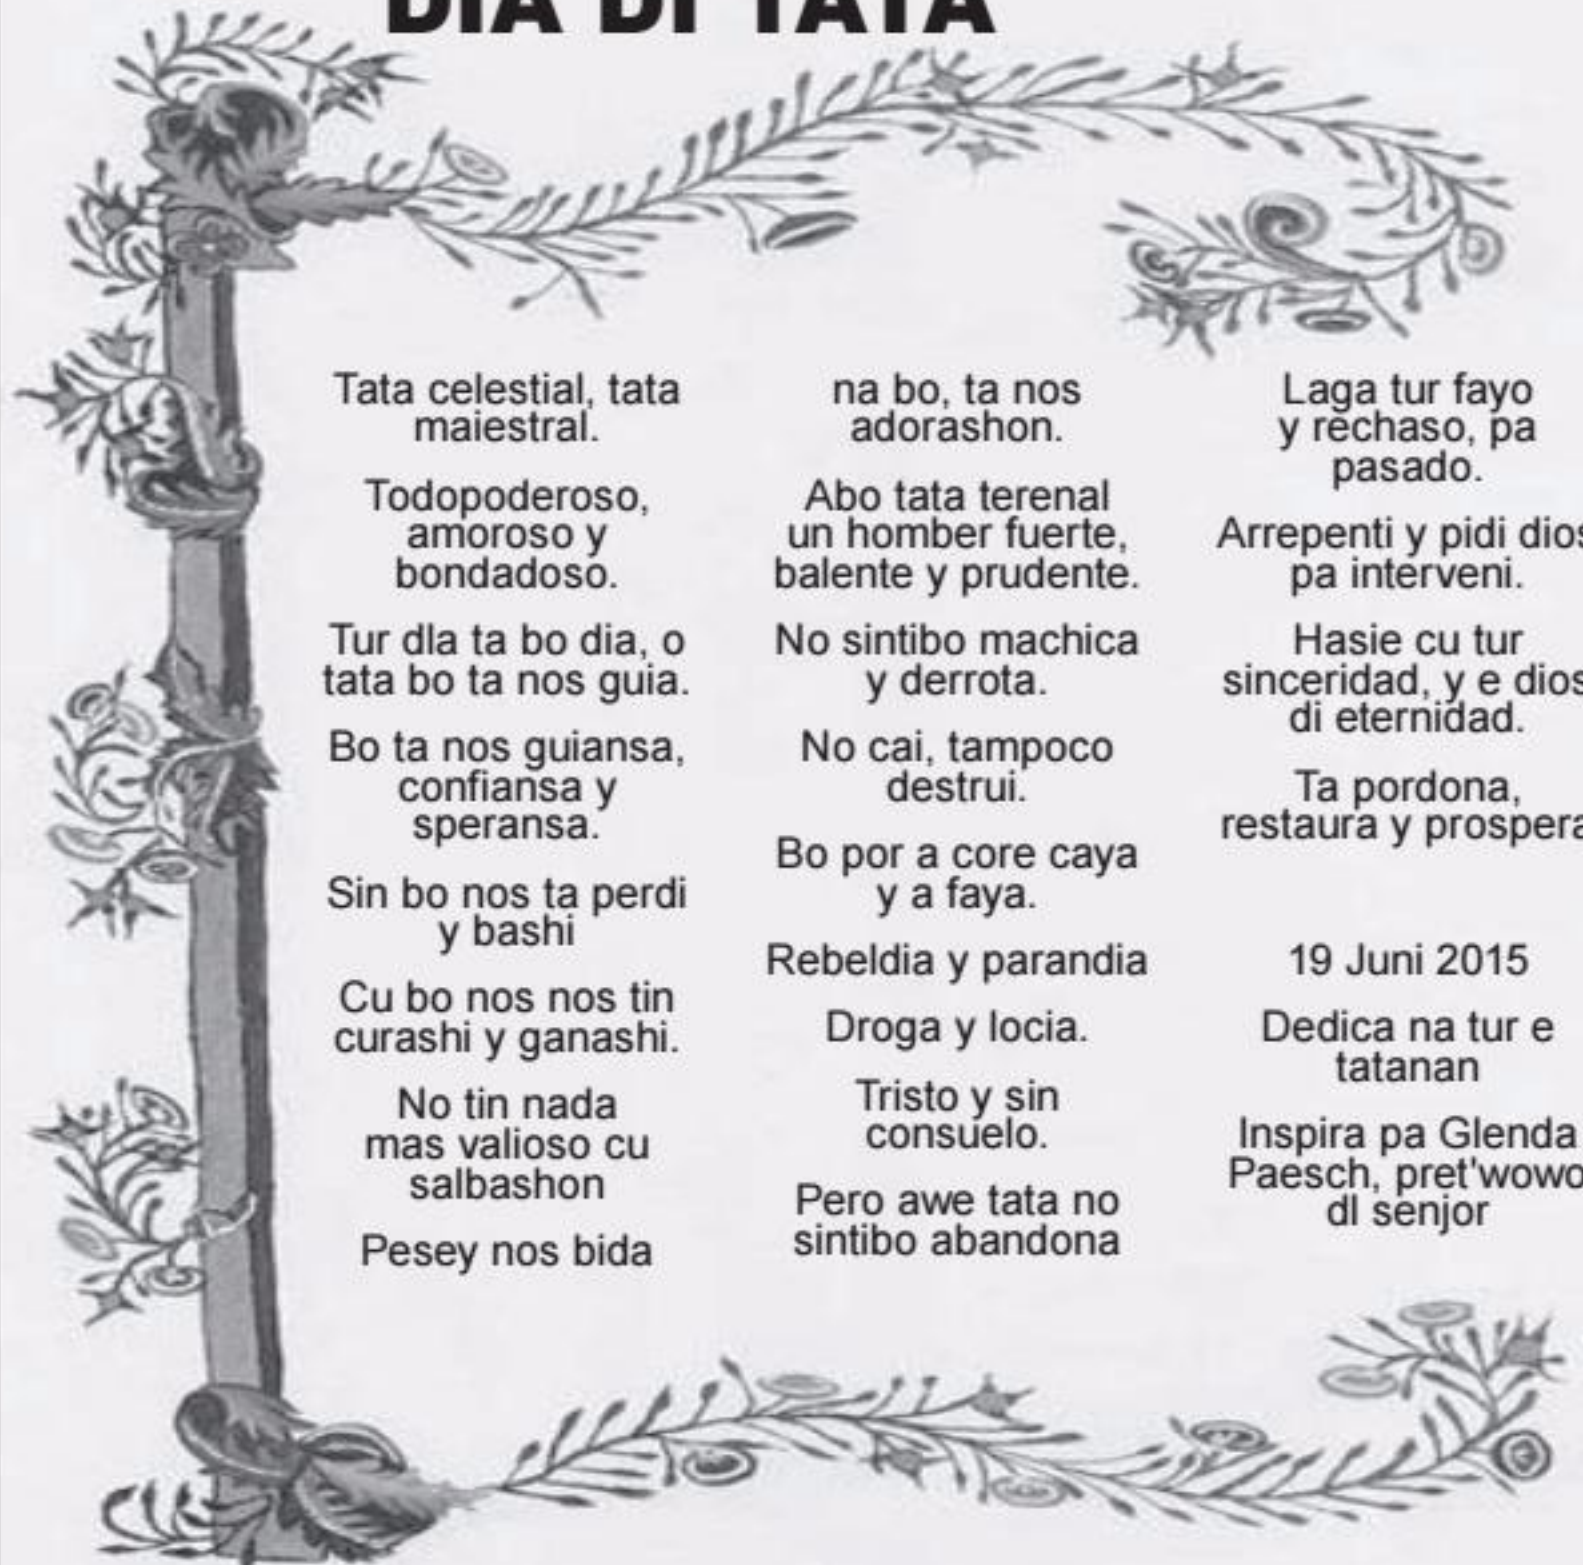 DIA DI TATA
Tata celestial, tata
maiestral.
Todopoderoso,
amoroso y
bondadoso.
Tur dla ta bo dia, o
tata bo ta nos guia.
Bo ta nos guiansa,
confiansa y
speransa.
Sin bo nos ta perdi
y bashi
Cu bo nos nos tin
curashi y ganashi.
No tin nada
mas valioso cu
salbashon
Pesey nos bida
na bo, ta nos
adorashon.
Abo tata terenal
un homber fuerte,
balente y prudente.
No sintibo machica
y derrota.
No cai, tampoco
destrui.
Bo por a core caya
y a faya.
Rebeldia y parandia
Droga y locia.
Tristo y sin
consuelo.
Pero awe tata no
sintibo abandona
Laga tur fayo
y rechaso, pa
pasado.
Arrepenti y pidi dios
pa interveni.
Hasie cu tur
sinceridad, y e dios
di eternidad.
Ta pordona,
restaura y prospera
19 Juni 2015
Dedica na tur e
tatanan
Inspira pa Glenda
Paesch, pret'wowo
dl senjor